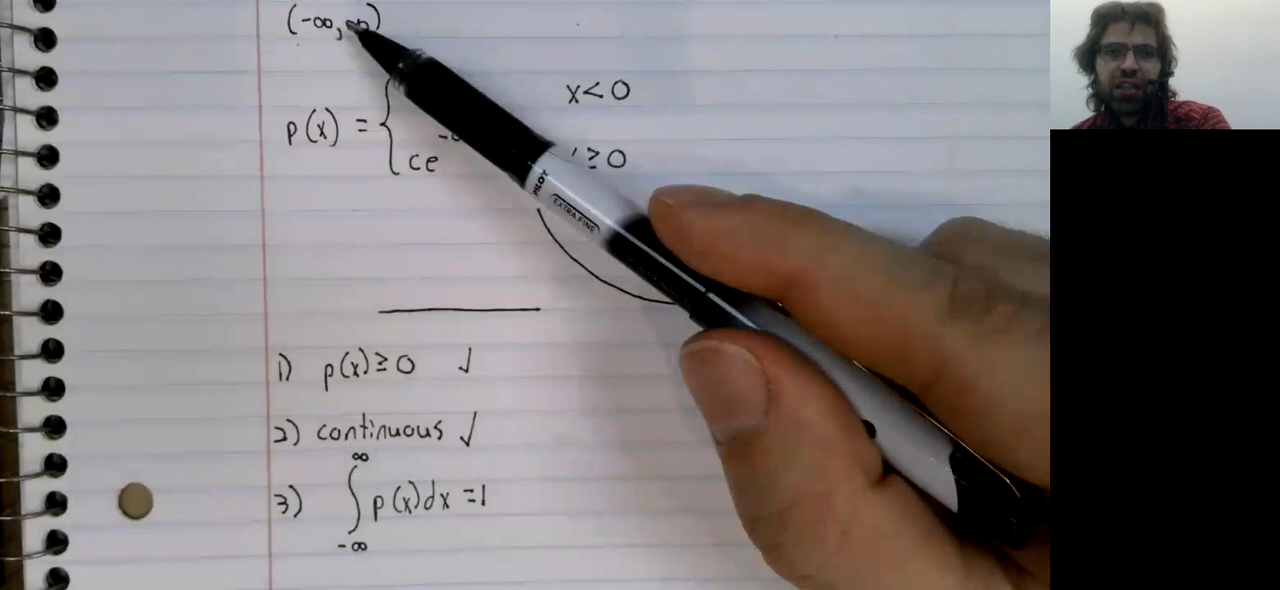 (-∞, ∞)
x<0
p(x) = {
ce ≥0
1) p(x)≥0 ✓
2) continuous ✓
∞
3) ∫ p(x)dx =1
-∞
PILOT
EXTRA FINE